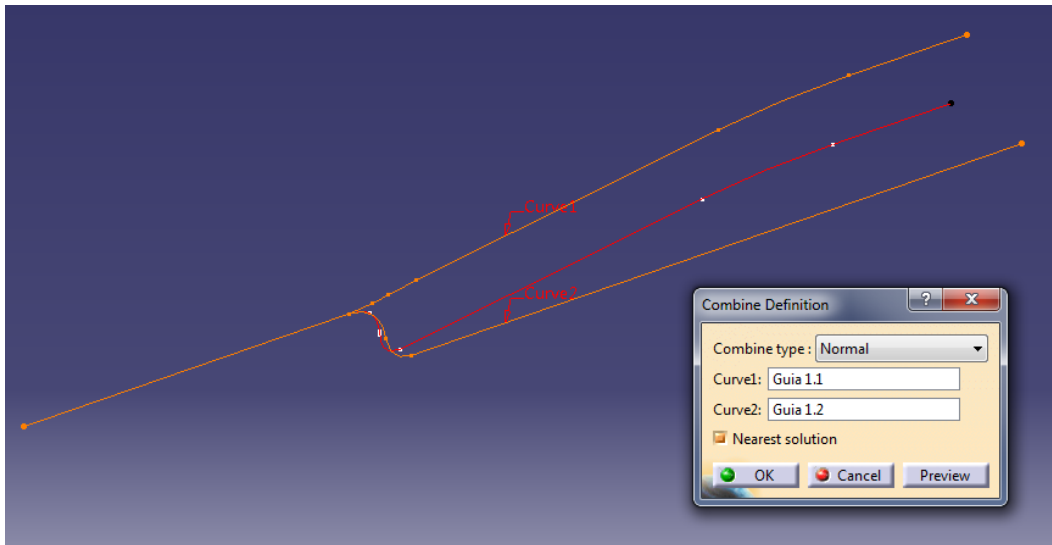 Curve1
Curve2
Combine Definition
?
Combine type : Normal
Curve1: Guia 1.1
Curve2: Guia 1.2
Nearest solution
OK Cancel Preview